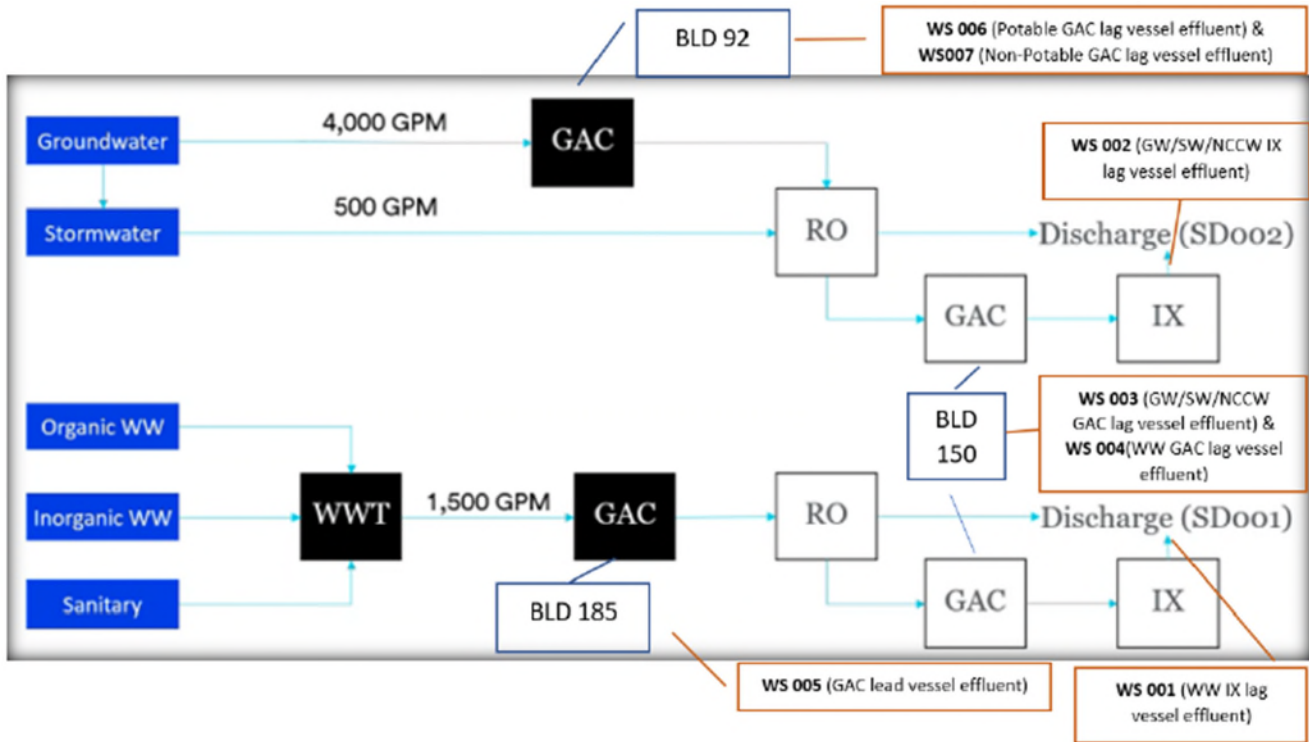 BLD 92
WS 006 (Potable GAC lag vessel effluent) &
WS007 (Non-Potable GAC lag vessel effluent)
Groundwater
4,000 GPM
GAC
WS 002 (GW/SW/NCCW IX
lag vessel effluent)
Stormwater
500 GPM
RO
Discharge (SD002)
GAC
IX
BLD
150
WS 003 (GW/SW/NCCW
GAC lag vessel effluent) &
WS 004(WW GAC lag vessel
effluent)
Organic WW
Inorganic WW
WWT
1,500 GPM
GAC
RO
Discharge (SD001)
Sanitary
BLD 185
GAC
IX
WS 005 (GAC lead vessel effluent)
WS 001 (WW IX lag
vessel effluent)